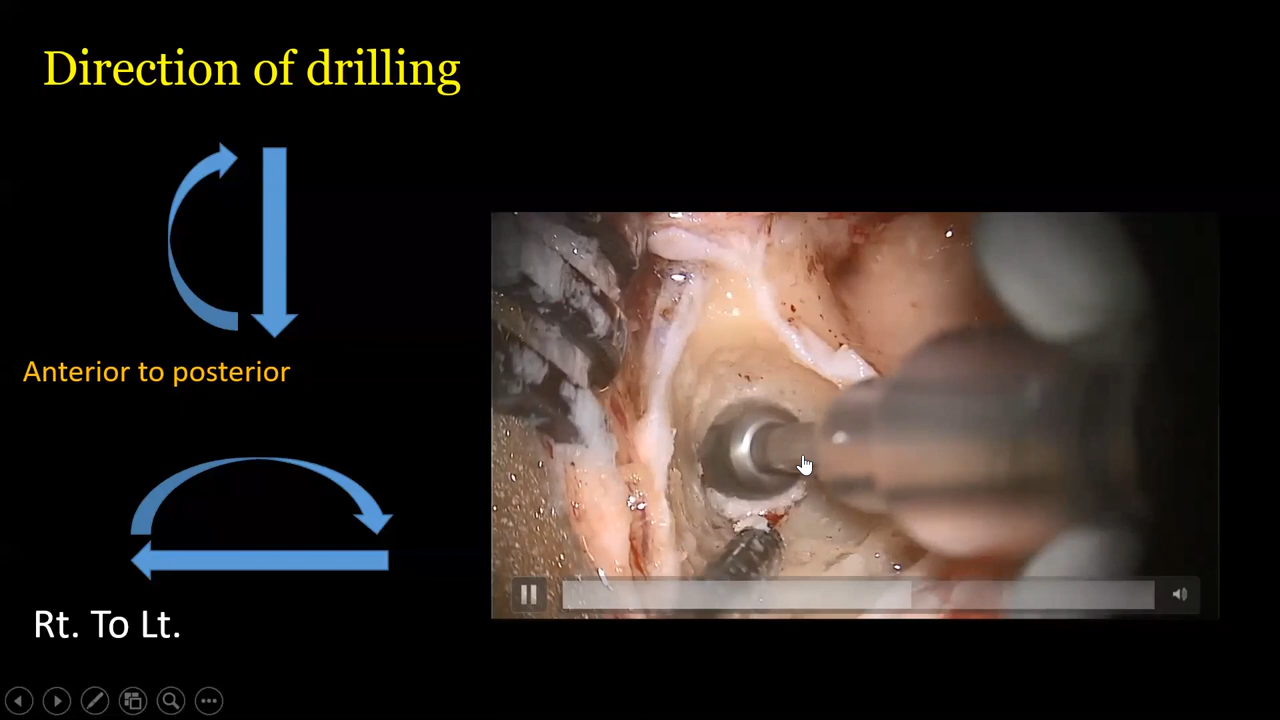 Direction of drilling
Anterior to posterior
Rt. To Lt.